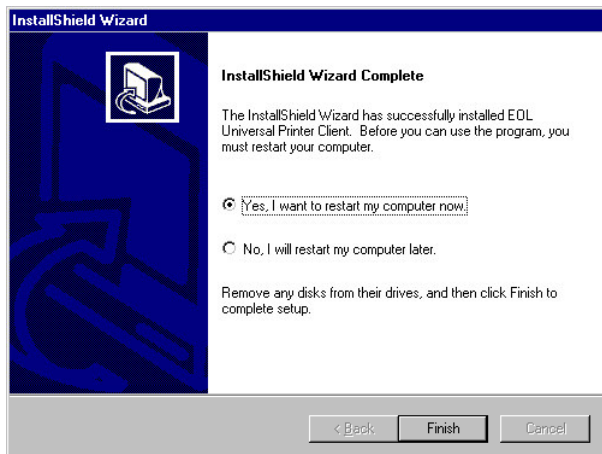 InstallShield Wizard
InstallShield Wizard Complete
The InstallShield Wizard has successfully installed EOL
Universal Printer Client. Before you can use the program, you
must restart your computer.
Yes, I want to restart my computer now.
No, I will restart my computer later.
Remove any disks from their drives, and then click Finish to
complete setup.
< Back Finish Cancel